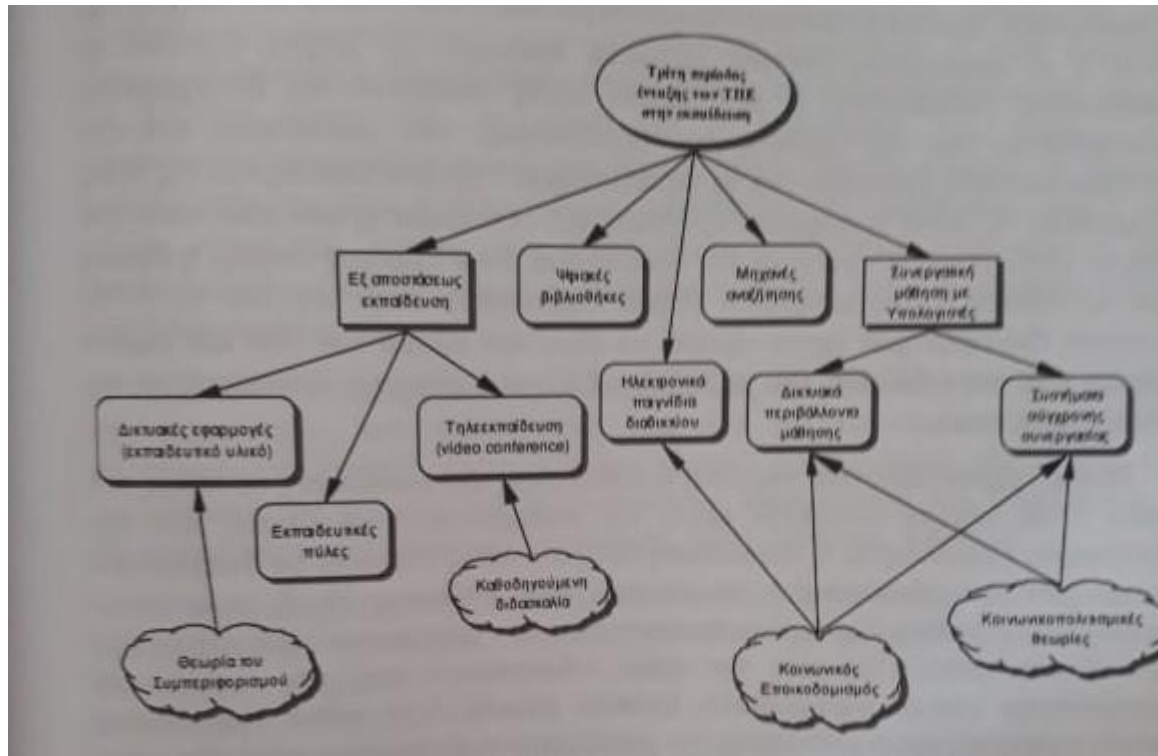 Τρίτη περίοδος
ένταξης των ΤΠΕ
στην εκπαίδευση
Εξ αποστάσεως
εκπαίδευση
Ψηφιακές
βιβλιοθήκες
Μηχανές
αναζήτησης
Συνεργατική
μάθηση με
Υπολογιστές
Δικτυακές εφαρμογές
(εκπαιδευτικό υλικό)
Τηλεεκπαίδευση
(video conference)
Ηλεκτρονικά
παιχνίδια
διαδικτύου
Δικτυακά
περιβάλλοντα
μάθησης
Συστήματα
σύγχρονης
συνεργασίας
Εκπαιδευτικές
πύλες
Καθοδηγούμενη
διδασκαλία
Θεωρία του
Συμπεριφορισμού
Κοινωνικός
Εποικοδομισμός
Κοινωνικοπολιτισμικές
θεωρίες